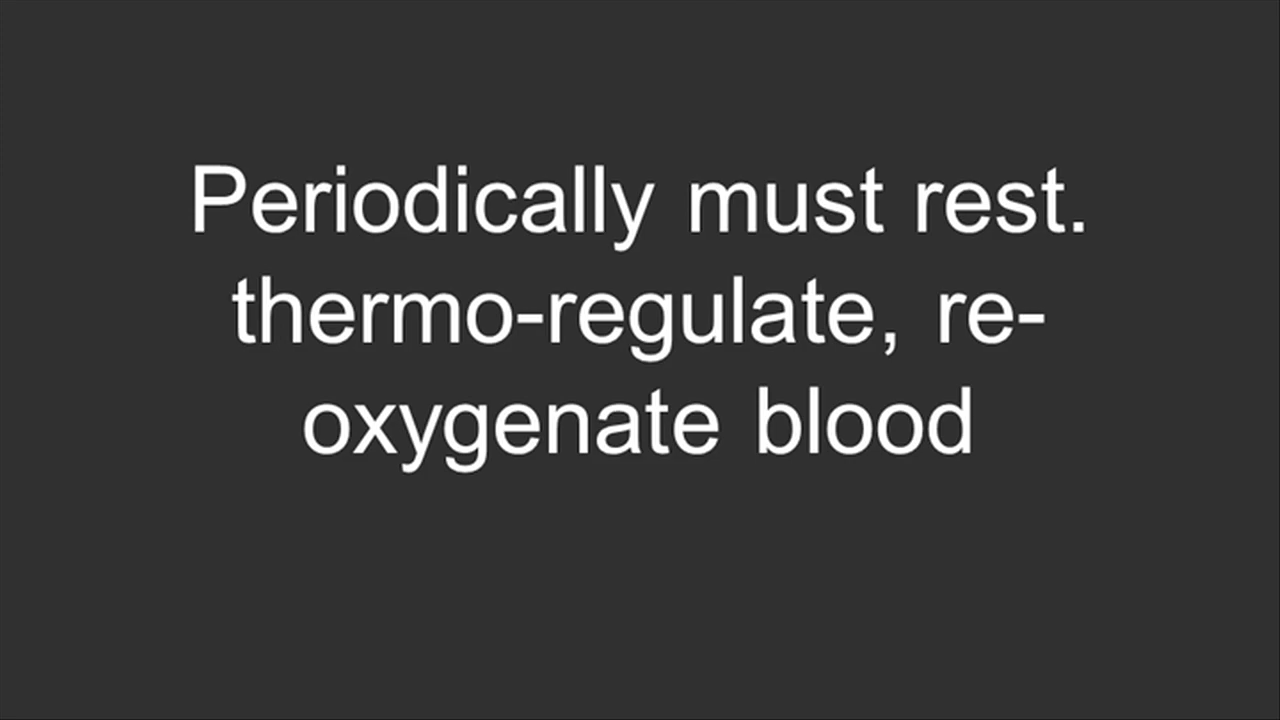 Periodically must rest.
thermo-regulate, re-
oxygenate blood